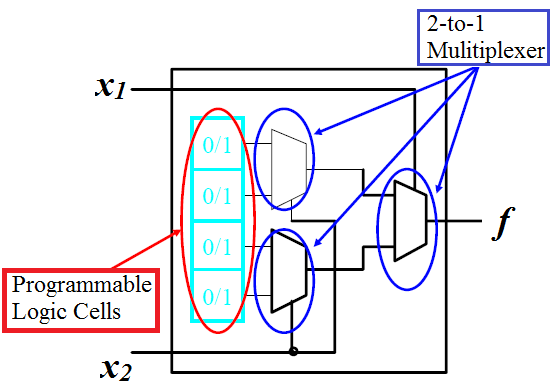 2-to-1
Mulitiplexer
x1
0/1
0/1
0/1
0/1
f
Programmable
Logic Cells
x2